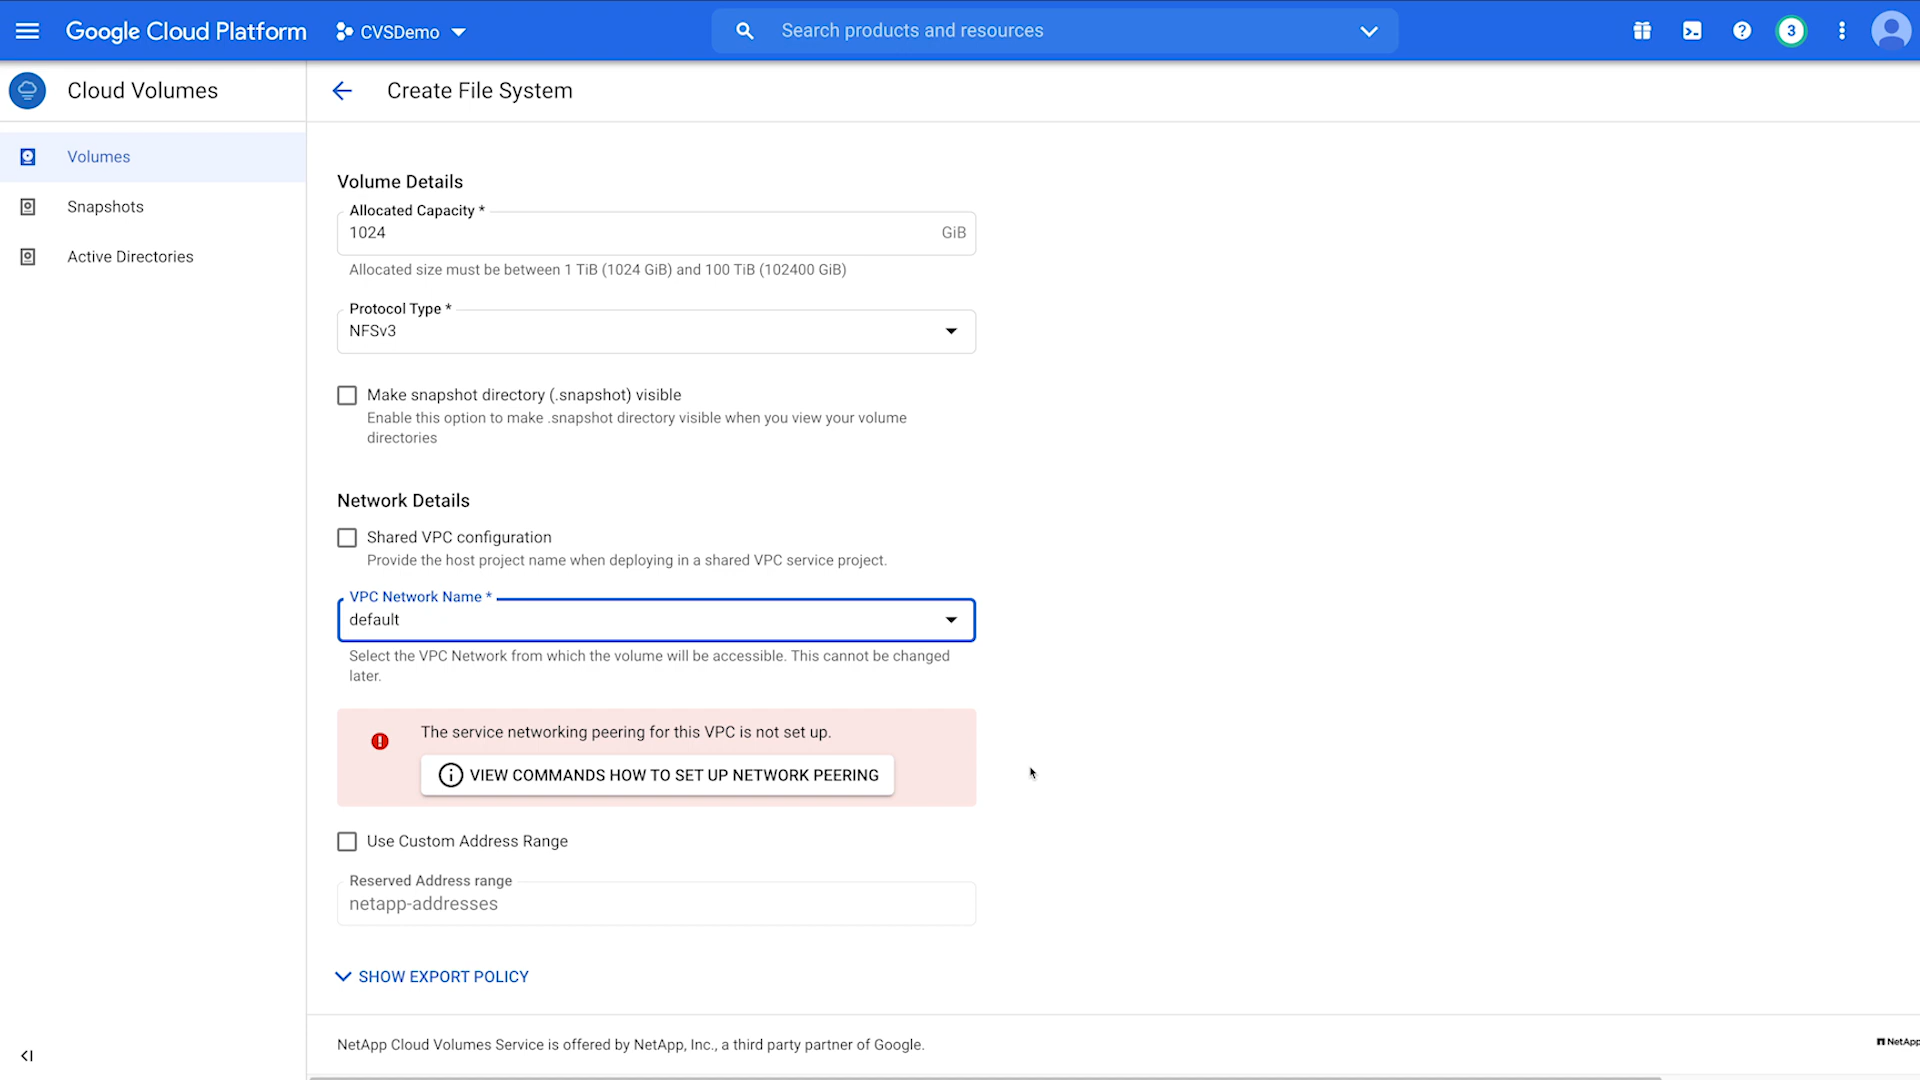 Google Cloud Platform
CVSDemo
Search products and resources
3
Cloud Volumes
Create File System
Volumes
Snapshots
Active Directories
Volume Details
Allocated Capacity *
1024
GiB
Allocated size must be between 1 TiB (1024 GiB) and 100 TiB (102400 GiB)
Protocol Type *
NFSv3
Make snapshot directory (.snapshot) visible
Enable this option to make .snapshot directory visible when you view your volume
directories
Network Details
Shared VPC configuration
Provide the host project name when deploying in a shared VPC service project.
VPC Network Name *
default
Select the VPC Network from which the volume will be accessible. This cannot be changed
later.
The service networking peering for this VPC is not set up.
VIEW COMMANDS HOW TO SET UP NETWORK PEERING
Use Custom Address Range
Reserved Address range
netapp-addresses
SHOW EXPORT POLICY
NetApp Cloud Volumes Service is offered by NetApp, Inc., a third party partner of Google.
NetApp